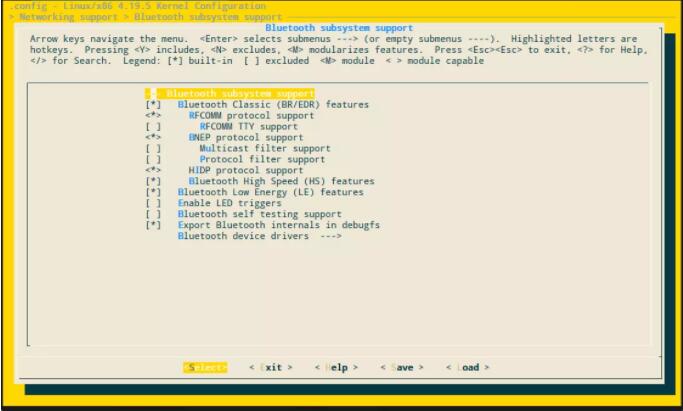 .config - Linux/x86 4.19.5 Kernel Configuration
> Networking support > Bluetooth subsystem support
Bluetooth subsystem support
Arrow keys navigate the menu. <Enter> selects submenus ---> (or empty submenus ----). Highlighted letters are
hotkeys. Pressing <Y> includes, <N> excludes, <M> modularizes features. Press <Esc><Esc> to exit, <?> for Help,
</> for Search. Legend: [*] built-in [ ] excluded <M> module < > module capable
--- Bluetooth subsystem support
[*] Bluetooth Classic (BR/EDR) features
<*> RFCOMM protocol support
[ ] RFCOMM TTY support
<*> BNEP protocol support
[ ] Multicast filter support
[ ] Protocol filter support
<*> HIDP protocol support
[*] Bluetooth High Speed (HS) features
[*] Bluetooth Low Energy (LE) features
[ ] Enable LED triggers
[ ] Bluetooth self testing support
[*] Export Bluetooth internals in debugfs
Bluetooth device drivers --->
<Select> < Exit > < Help > < Save > < Load >